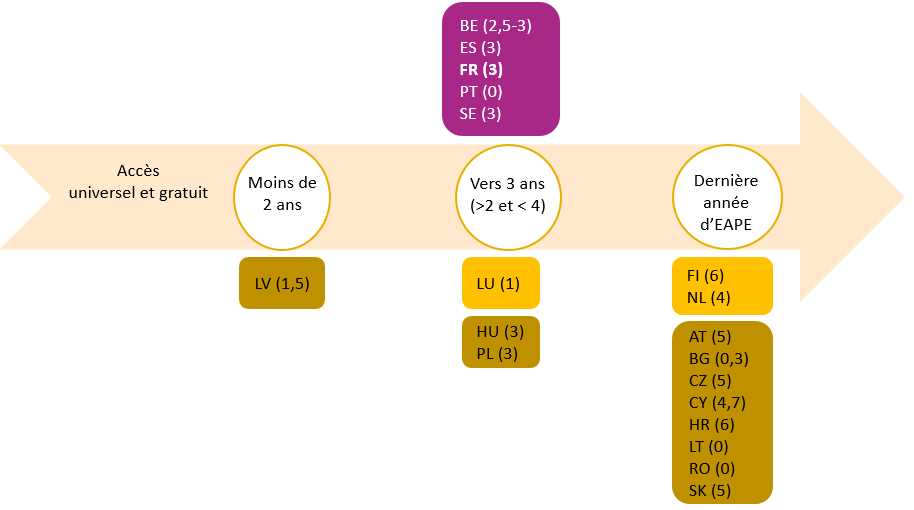 BE (2,5-3)
ES (3)
FR (3)
PT (0)
SE (3)
Accès
universel et gratuit
Moins de
2 ans
Vers 3 ans
(>2 et < 4)
Dernière
année
d’EAPE
LV (1,5)
LU (1)
HU (3)
PL (3)
FI (6)
NL (4)
AT (5)
BG (0,3)
CZ (5)
CY (4,7)
HR (6)
LT (0)
RO (0)
SK (5)